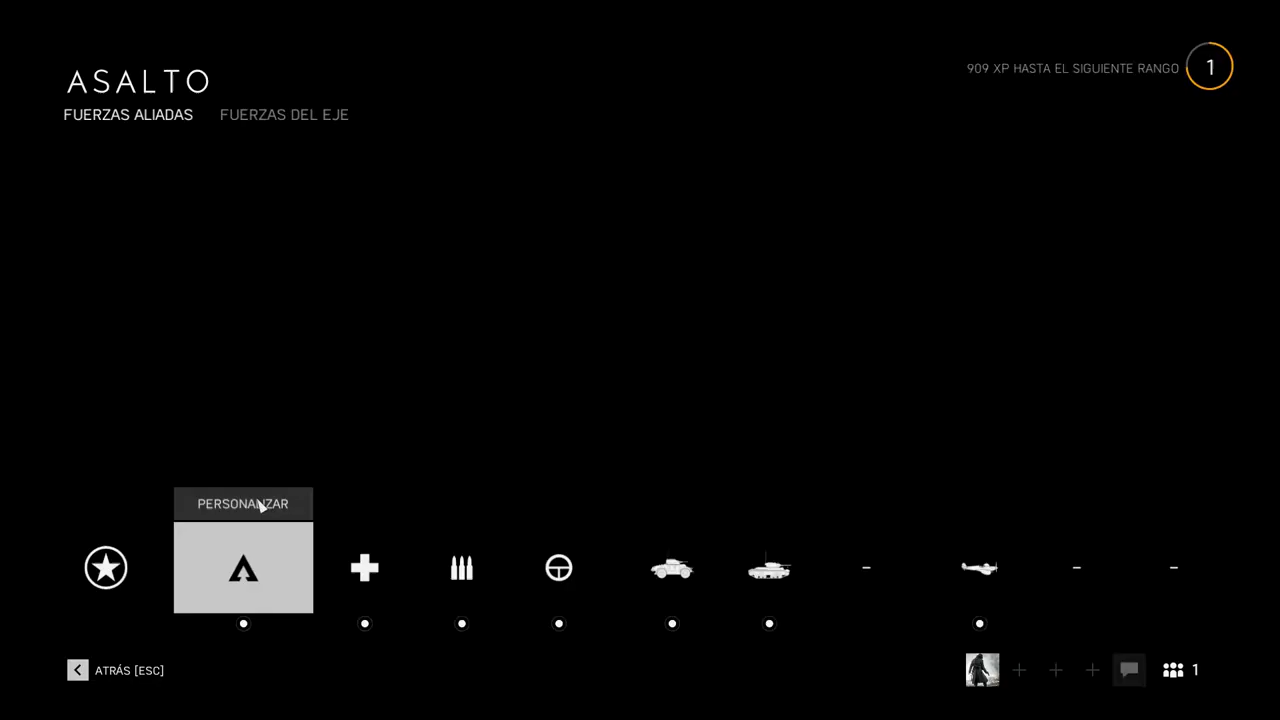 ASALTO
909 XP HASTA EL SIGUIENTE RANGO 1
FUERZAS ALIADAS FUERZAS DEL EJE
PERSONALIZAR
ATRÁS [ESC]
1